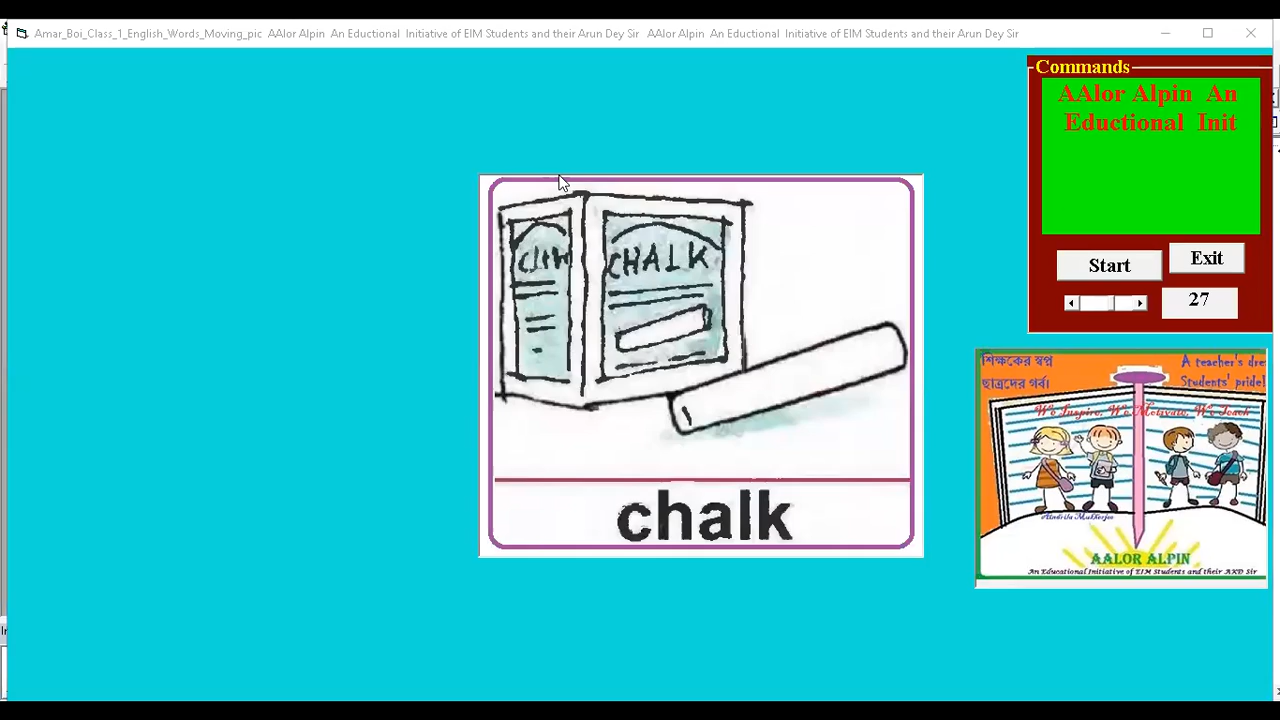 Amar_Boi_Class_1_English_Words_Moving_pic AAlor Alpin An Eductional Initiative of EIM Students and their Arun Dey Sir AAlor Alpin An Eductional Initiative of EIM Students and their Arun Dey Sir
Commands
AAlor Alpin An
Eductional Init
Start
Exit
27
CHALK
chalk
শিক্ষকের স্বপ্ন
ছাত্রদের গর্ব।
A teacher's dre
Students' pride!
We Inspire, We Motivate, We Teach
AALOR ALPIN
An Educational Initiative of EIM Students and their AKD Sir